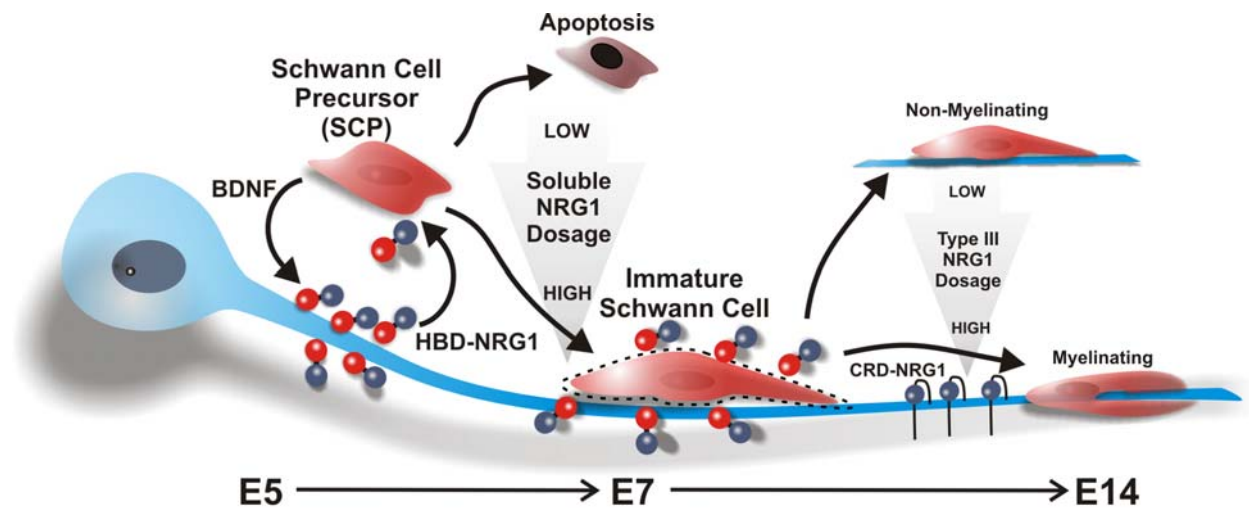 Apoptosis
Schwann Cell
Precursor
(SCP)
BDNF
HBD-NRG1
LOW
Soluble
NRG1
Dosage
HIGH
Immature
Schwann Cell
Non-Myelinating
LOW
Type III
NRG1
Dosage
HIGH
CRD-NRG1
Myelinating
E5
E7
E14